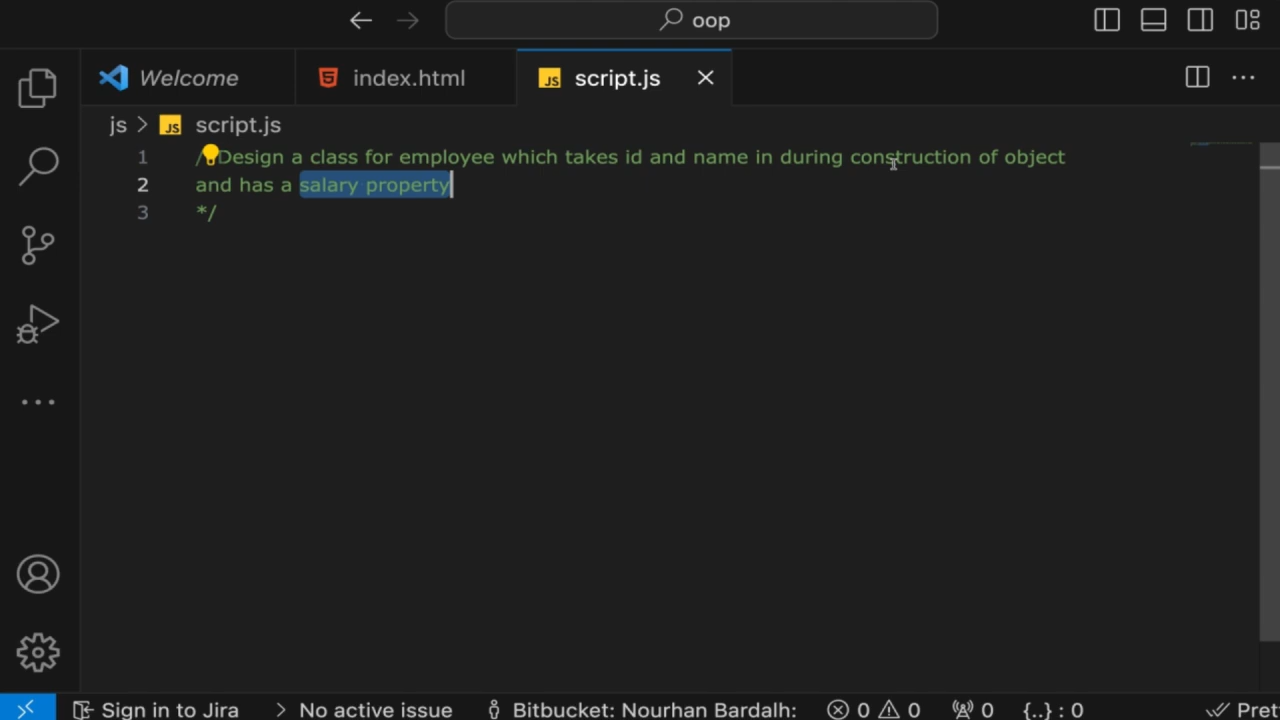 oop
Welcome
index.html
script.js
js > script.js
1 / Design a class for employee which takes id and name in during construction of object
2 and has a salary property
3 */
Sign in to Jira
No active issue
Bitbucket: Nourhan Bardalh:
0 0
0
{..} : 0
Pret